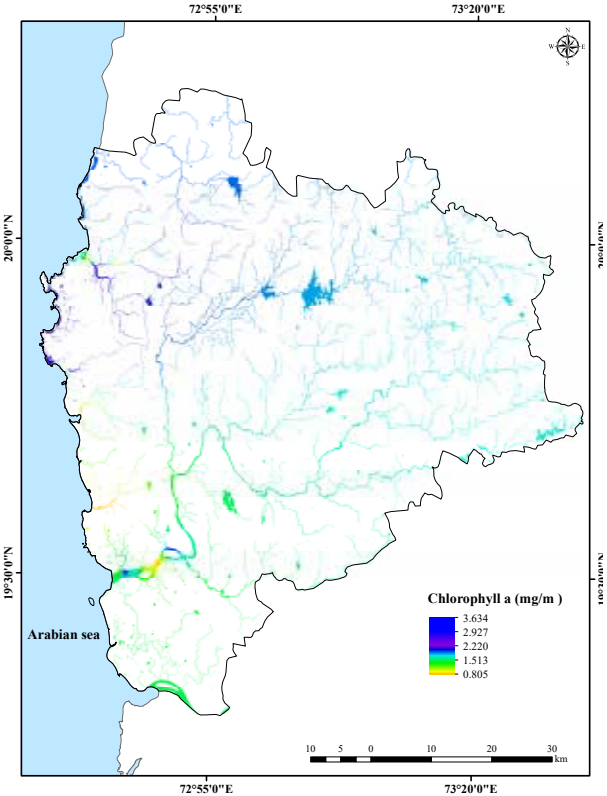 72°55'0"E 73°20'0"E
N
W E
S
20°0'0"N 20°0'0"N
19°30'0"N 19°30'0"N
Chlorophyll a (mg/m )
3.634
2.927
2.220
1.513
0.805
Arabian sea
10 5 0 10 20 30
km
72°55'0"E 73°20'0"E